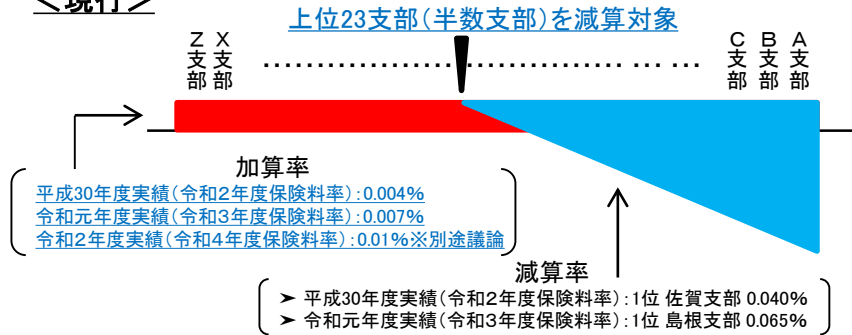 ＜現行＞
上位23支部(半数支部)を減算対象
Z支部 X支部 ‥‥‥‥‥‥‥‥‥‥‥‥‥‥‥‥ … … C支部 B支部 A支部
加算率
平成30年度実績(令和2年度保険料率):0.004%
令和元年度実績(令和3年度保険料率):0.007%
令和2年度実績(令和4年度保険料率):0.01%※別途議論
減算率
➤ 平成30年度実績(令和2年度保険料率):1位 佐賀支部 0.040%
➤ 令和元年度実績(令和3年度保険料率):1位 島根支部 0.065%